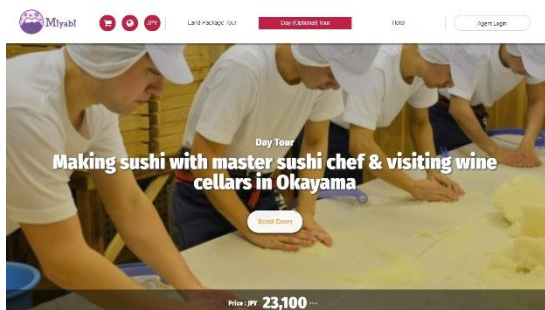 Miyabi
JPY
Land Package Tour
Day (Optional) Tour
Hotel
Agent Login
Day Tour
Making sushi with master sushi chef & visiting wine
cellars in Okayama
Scroll Down
Price : JPY 23,100 ～